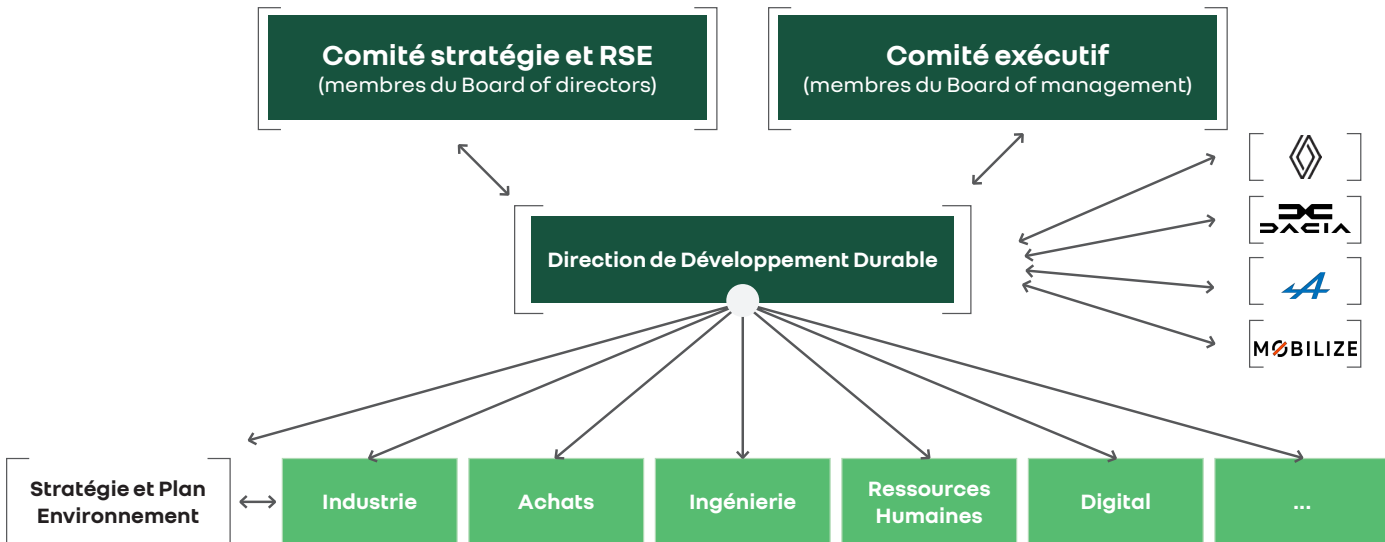 Comité stratégie et RSE
(membres du Board of directors)
Comité exécutif
(membres du Board of management)
Direction de Développement Durable
DACIA
A
MOBILIZE
Stratégie et Plan
Environnement
Industrie
Achats
Ingénierie
Ressources
Humaines
Digital
...